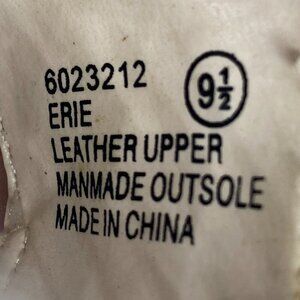 6023212 9½
ERIE
LEATHER UPPER
MANMADE OUTSOLE
MADE IN CHINA